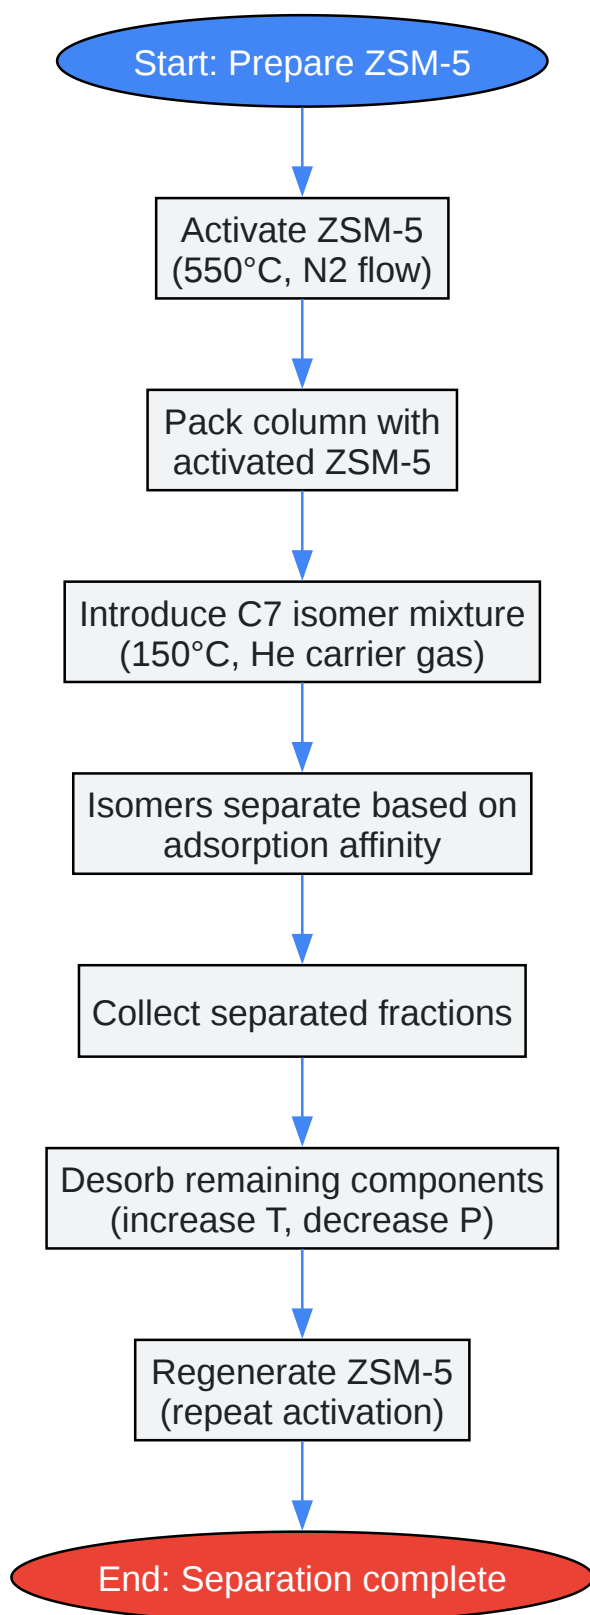 Start: Prepare ZSM-5
Activate ZSM-5
(550°C, N2 flow)
Pack column with
activated ZSM-5
Introduce C7 isomer mixture
(150°C, He carrier gas)
Isomers separate based on
adsorption affinity
Collect separated fractions
Desorb remaining components
(increase T, decrease P)
Regenerate ZSM-5
(repeat activation)
End: Separation complete